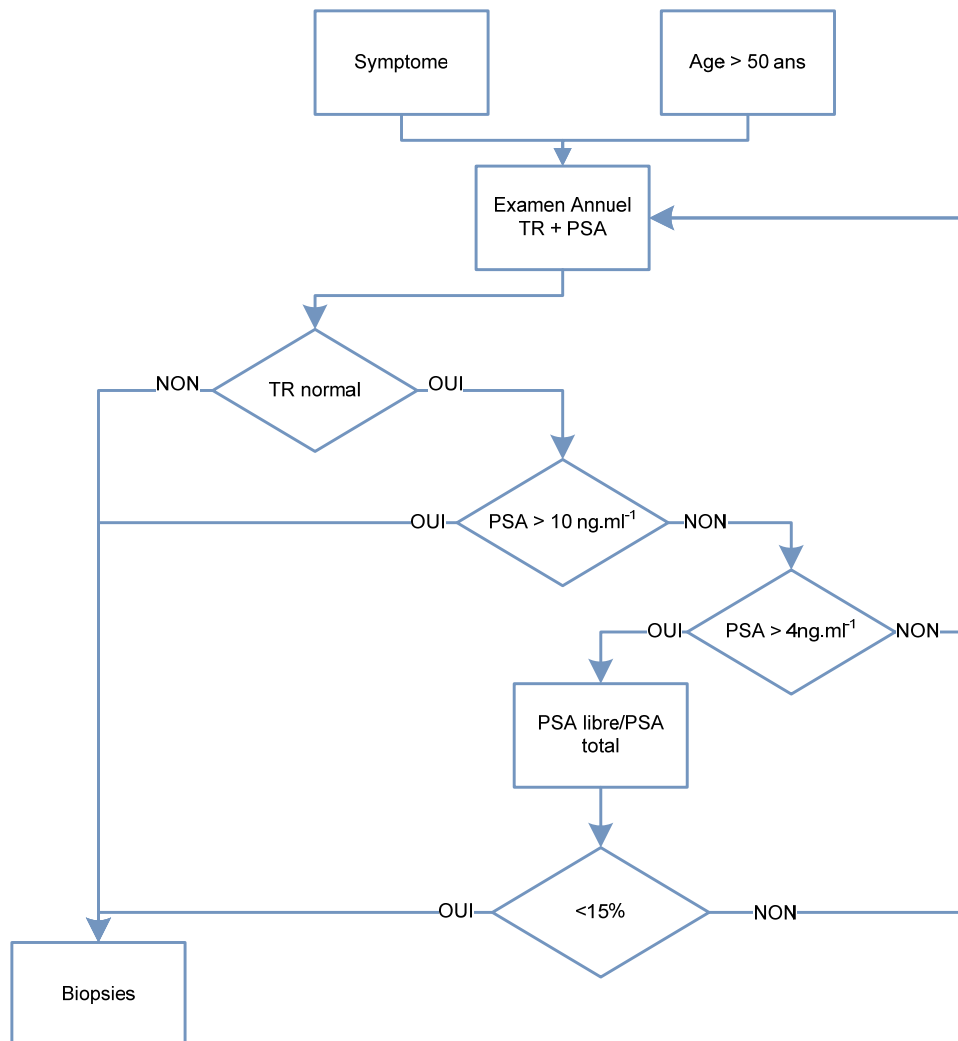 Symptome
Age > 50 ans
Examen Annuel
TR + PSA
NON
TR normal
OUI
OUI
PSA > 10 ng.ml⁻¹
NON
OUI
PSA > 4ng.ml⁻¹
NON
PSA libre/PSA
total
OUI
<15%
NON
Biopsies